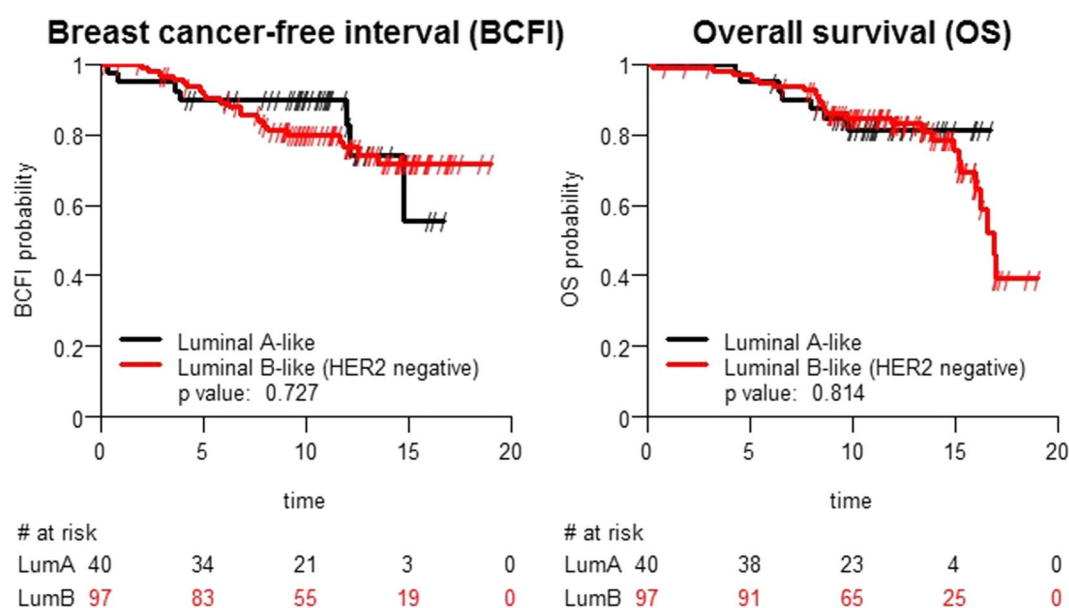 Breast cancer-free interval (BCFI)
1
0.8
0.6
0.4
0.2
0
BCFI probability
Luminal A-like
Luminal B-like (HER2 negative)
p value: 0.727
0 5 10 15 20
time
# at risk
LumA 40 34 21 3 0
LumB 97 83 55 19 0
Overall survival (OS)
1
0.8
0.6
0.4
0.2
0
OS probability
Luminal A-like
Luminal B-like (HER2 negative)
p value: 0.814
0 5 10 15 20
time
# at risk
LumA 40 38 23 4 0
LumB 97 91 65 25 0